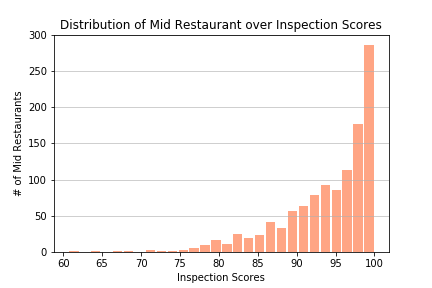 Distribution of Mid Restaurant over Inspection Scores
300
250
200
150
100
50
0
# of Mid Restaurants
60 65 70 75 80 85 90 95 100
Inspection Scores